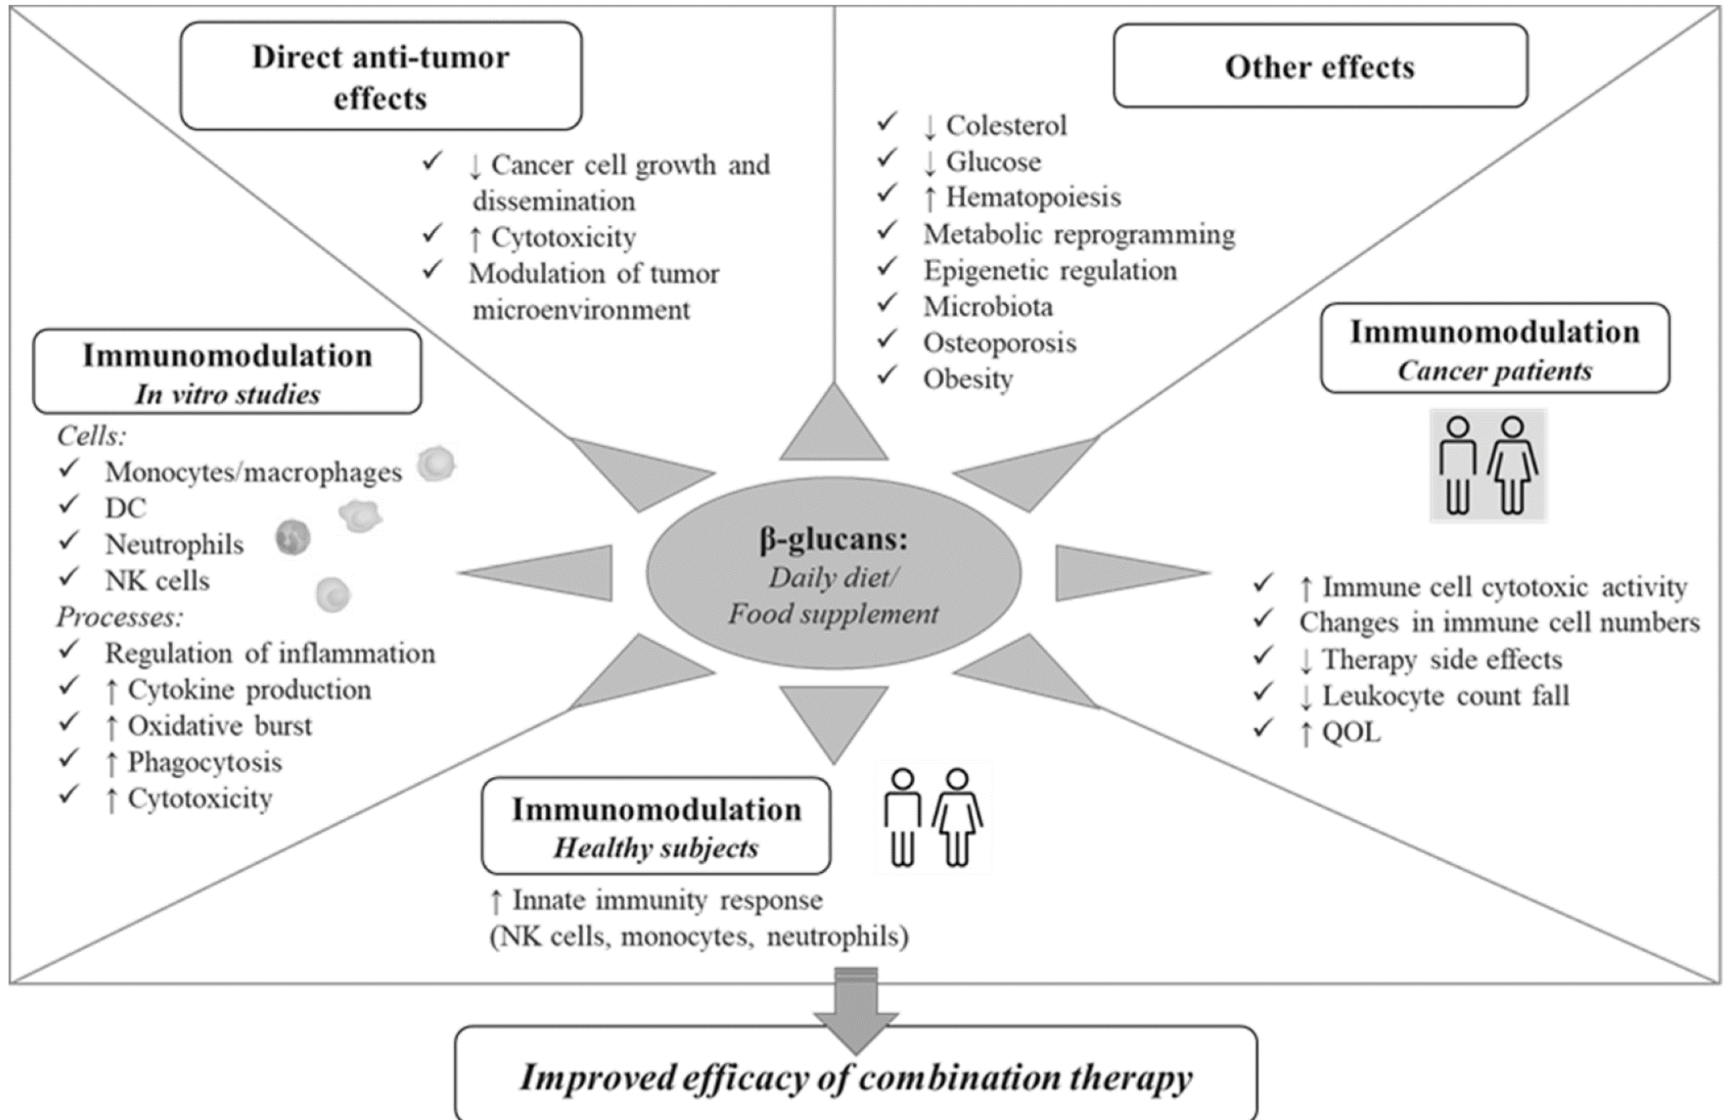 Direct anti-tumor
effects
✓ ↓ Cancer cell growth and
dissemination
✓ ↑ Cytotoxicity
✓ Modulation of tumor
microenvironment
Other effects
✓ ↓ Colesterol
✓ ↓ Glucose
✓ ↑ Hematopoiesis
✓ Metabolic reprogramming
✓ Epigenetic regulation
✓ Microbiota
✓ Osteoporosis
✓ Obesity
Immunomodulation
In vitro studies
Cells:
✓ Monocytes/macrophages
✓ DC
✓ Neutrophils
✓ NK cells
Processes:
✓ Regulation of inflammation
✓ ↑ Cytokine production
✓ ↑ Oxidative burst
✓ ↑ Phagocytosis
✓ ↑ Cytotoxicity
β-glucans:
Daily diet/
Food supplement
Immunomodulation
Cancer patients
✓ ↑ Immune cell cytotoxic activity
✓ Changes in immune cell numbers
✓ ↓ Therapy side effects
✓ ↓ Leukocyte count fall
✓ ↑ QOL
Immunomodulation
Healthy subjects
↑ Innate immunity response
(NK cells, monocytes, neutrophils)
Improved efficacy of combination therapy